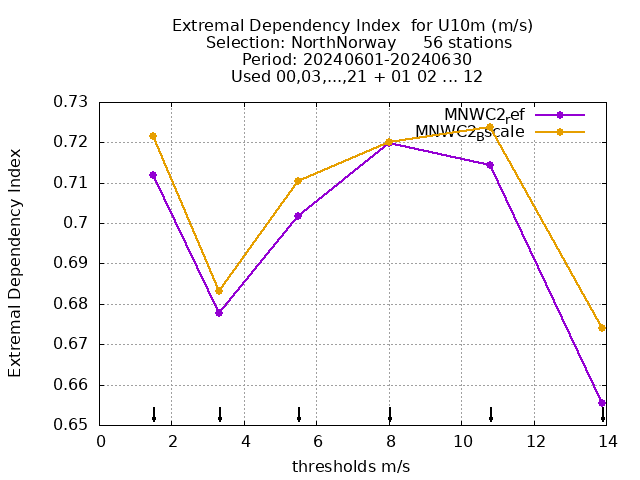 Extremal Dependency Index for U10m (m/s)
Selection: NorthNorway 56 stations
Period: 20240601-20240630
Used 00,03,...,21 + 01 02 ... 12
MNWC2_ref
MNWC2_Bscale
0.73
0.72
0.71
0.7
0.69
0.68
0.67
0.66
0.65
Extremal Dependency Index
0 2 4 6 8 10 12 14
thresholds m/s